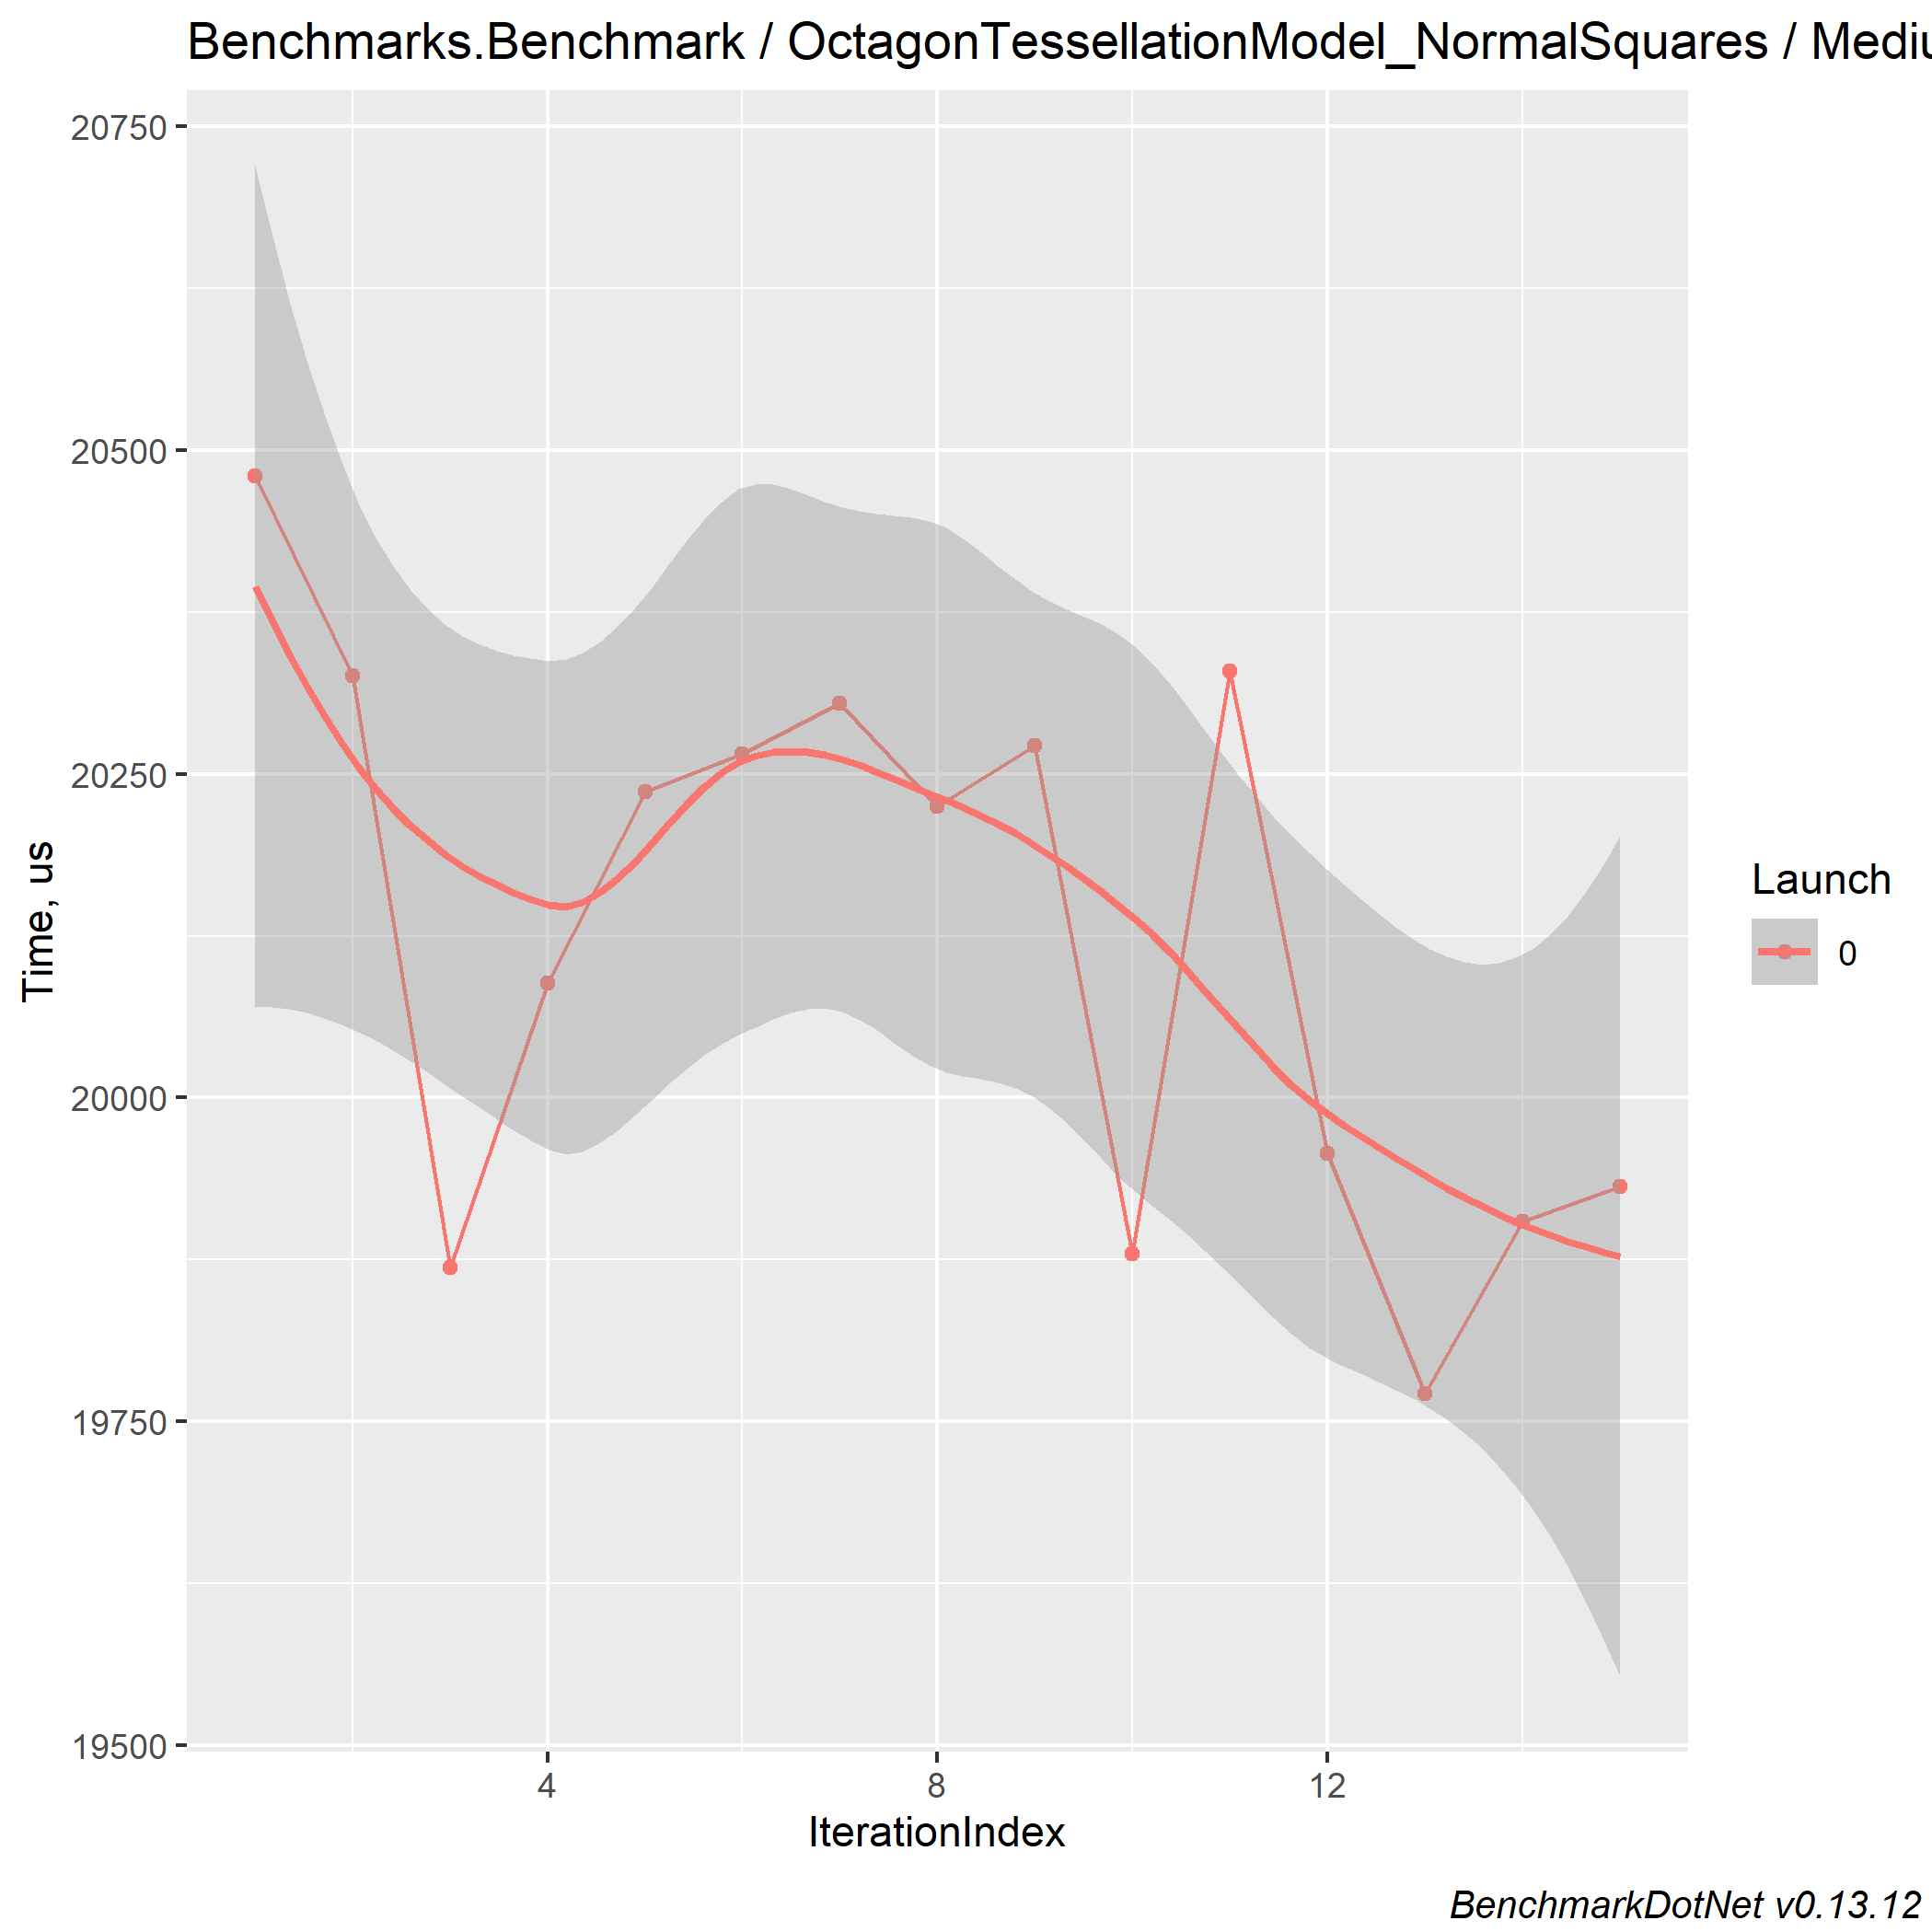 Benchmarks.Benchmark / OctagonTessellationModel_NormalSquares /
20750
20500
20250
20000
19750
19500
Time, us
4 8 12
IterationIndex
Launch
0
BenchmarkDotNet v0.13.12